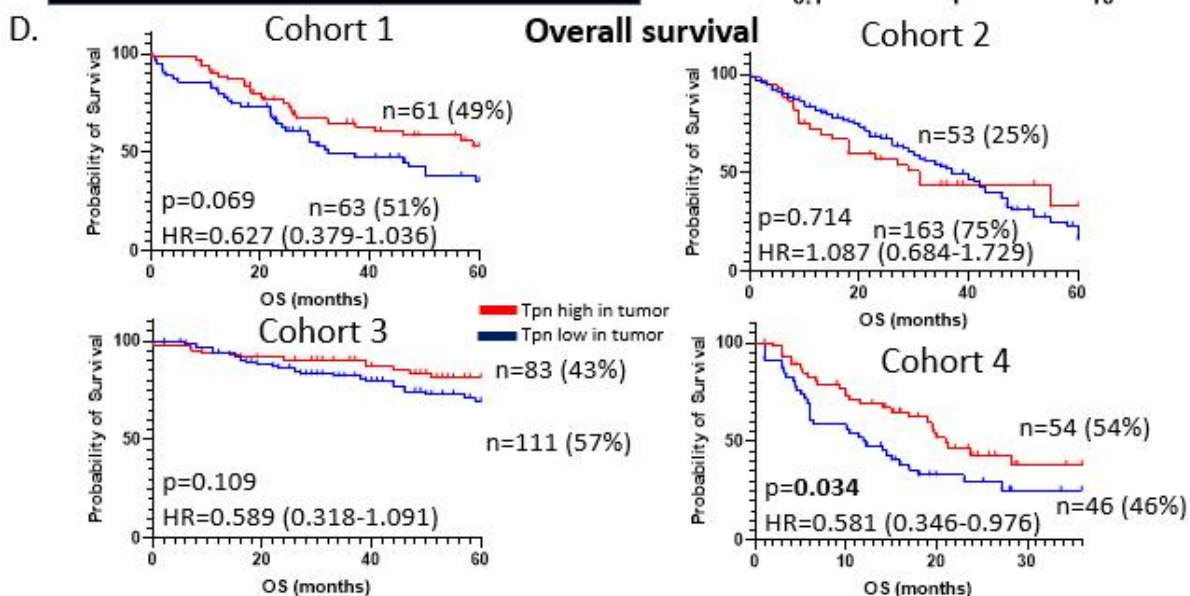 D.
Cohort 1
Overall survival
Cohort 2
Probability of Survival
100
50
0
n=61 (49%)
p=0.069
n=63 (51%)
HR=0.627 (0.379-1.036)
0 20 40 60
OS (months)
Probability of Survival
100
50
0
n=53 (25%)
p=0.714
n=163 (75%)
HR=1.087 (0.684-1.729)
0 20 40 60
OS (months)
Tpn high in tumor
Tpn low in tumor
Cohort 3
Probability of Survival
100
50
0
n=83 (43%)
n=111 (57%)
p=0.109
HR=0.589 (0.318-1.091)
0 20 40 60
OS (months)
Cohort 4
Probability of Survival
100
50
0
n=54 (54%)
p=0.034
n=46 (46%)
HR=0.581 (0.346-0.976)
0 10 20 30
OS (months)